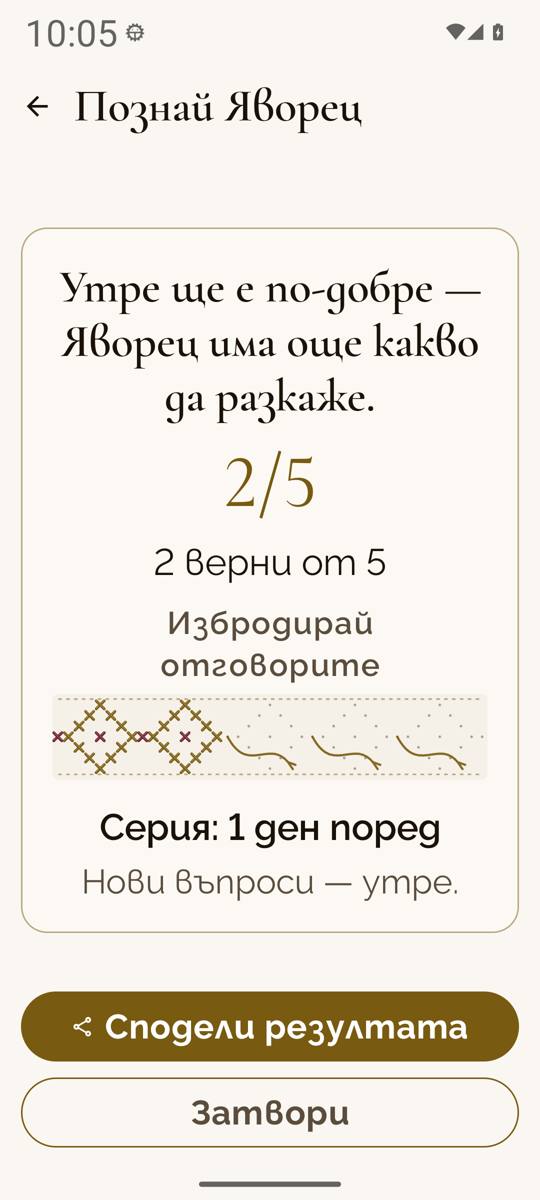 10:05
Познай Яворец
Утре ще е по-добре —
Яворец има още какво
да разкаже.
2/5
2 верни от 5
Избродирай
отговорите
Серия: 1 ден поред
Нови въпроси — утре.
Сподели резултата
Затвори